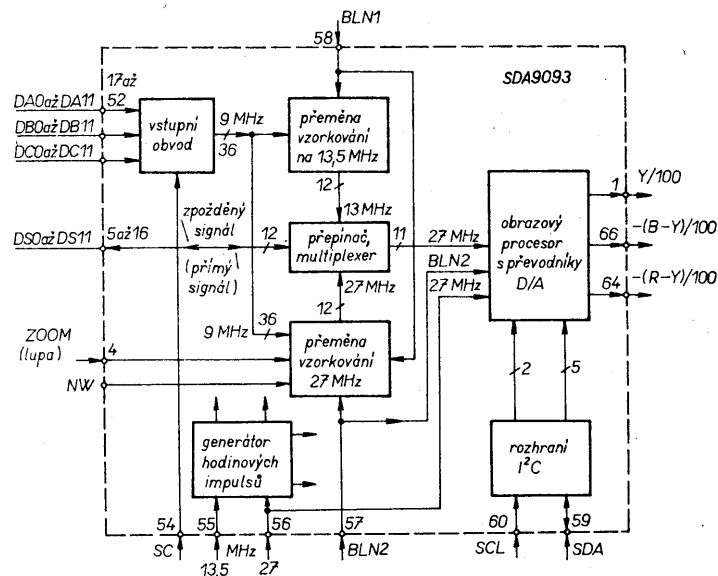 BLN1
58
SDA9093
17až
52
DA0až DA11
DB0až DB11
DC0až DC11
vstupní
obvod
9 MHz
36
přeměna
vzorkování
na 13,5 MHz
12
13 MHz
zpožděný
signál
DS0až DS11
5až16
(přímý
signál)
12
přepínač,
multiplexer
11
27 MHz
BLN2
27 MHz
obrazový
procesor
s převodníky
D/A
1
Y/100
66
-(B-Y)/100
64
-(R-Y)/100
27 MHz
12
36
9 MHz
přeměna
vzorkování
27 MHz
ZOOM
(lupa)
4
NW
generátor
hodinových
impulsů
2
5
rozhraní
I²C
54
55
56
57
60
59
SC
MHz
13,5
27
BLN2
SCL
SDA